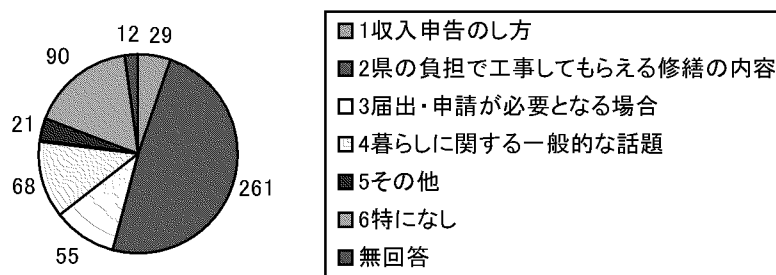 12 29
90
21
68
261
55
1収入申告のし方
2県の負担で工事してもらえる修繕の内容
3届出・申請が必要となる場合
4暮らしに関する一般的な話題
5その他
6特になし
無回答